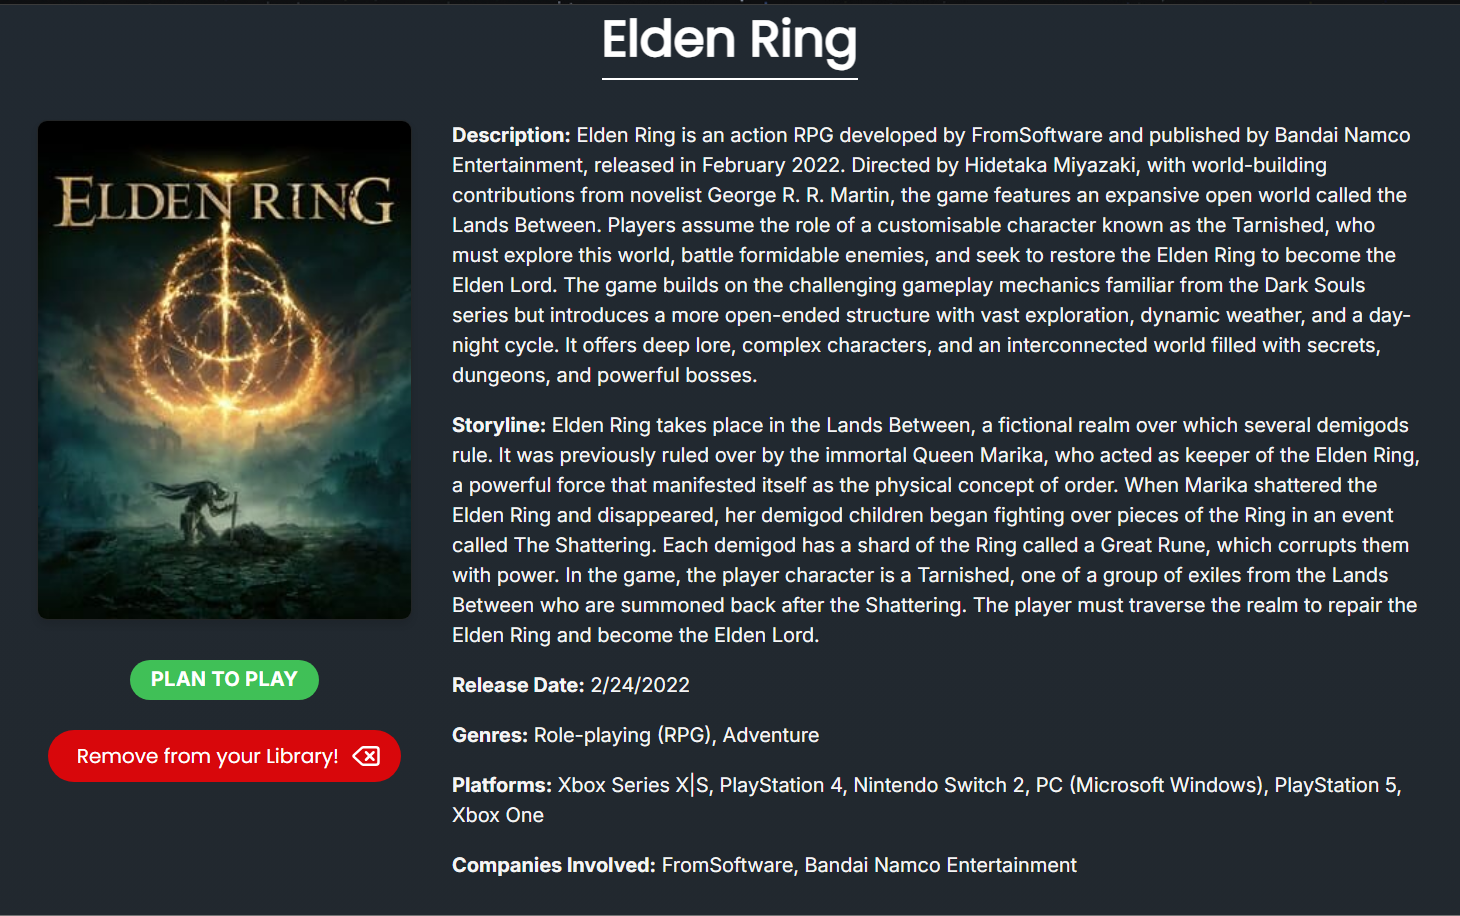 Elden Ring
ELDEN RING
PLAN TO PLAY
Remove from your Library!
Description: Elden Ring is an action RPG developed by FromSoftware and published by Bandai Namco
Entertainment, released in February 2022. Directed by Hidetaka Miyazaki, with world-building
contributions from novelist George R. R. Martin, the game features an expansive open world called the
Lands Between. Players assume the role of a customisable character known as the Tarnished, who
must explore this world, battle formidable enemies, and seek to restore the Elden Ring to become the
Elden Lord. The game builds on the challenging gameplay mechanics familiar from the Dark Souls
series but introduces a more open-ended structure with vast exploration, dynamic weather, and a day-
night cycle. It offers deep lore, complex characters, and an interconnected world filled with secrets,
dungeons, and powerful bosses.
Storyline: Elden Ring takes place in the Lands Between, a fictional realm over which several demigods
rule. It was previously ruled over by the immortal Queen Marika, who acted as keeper of the Elden Ring,
a powerful force that manifested itself as the physical concept of order. When Marika shattered the
Elden Ring and disappeared, her demigod children began fighting over pieces of the Ring in an event
called The Shattering. Each demigod has a shard of the Ring called a Great Rune, which corrupts them
with power. In the game, the player character is a Tarnished, one of a group of exiles from the Lands
Between who are summoned back after the Shattering. The player must traverse the realm to repair the
Elden Ring and become the Elden Lord.
Release Date: 2/24/2022
Genres: Role-playing (RPG), Adventure
Platforms: Xbox Series X|S, PlayStation 4, Nintendo Switch 2, PC (Microsoft Windows), PlayStation 5,
Xbox One
Companies Involved: FromSoftware, Bandai Namco Entertainment